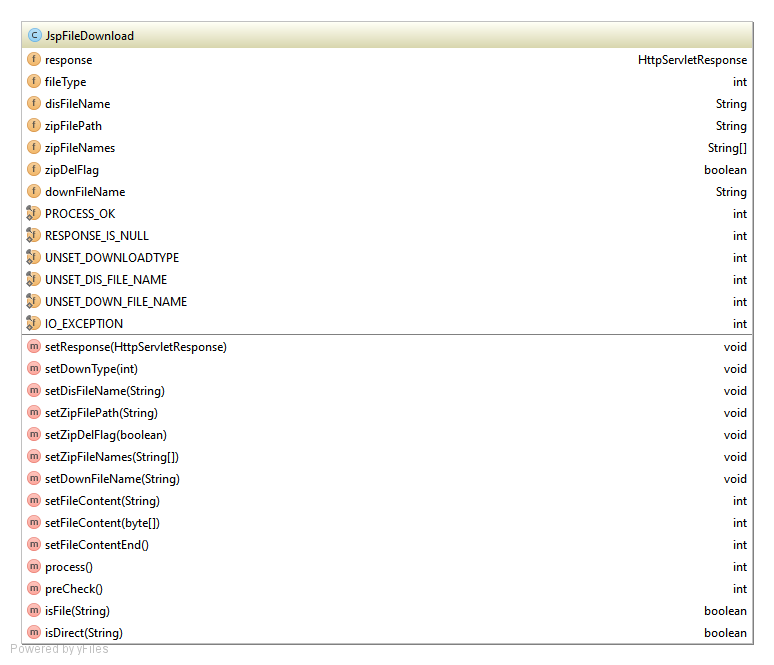 C JspFileDownload
f response HttpServletResponse
f fileType int
f disFileName String
f zipFilePath String
f zipFileNames String[]
f zipDelFlag boolean
f downFileName String
f PROCESS_OK int
f RESPONSE_IS_NULL int
f UNSET_DOWNLOADTYPE int
f UNSET_DIS_FILE_NAME int
f UNSET_DOWN_FILE_NAME int
f IO_EXCEPTION int
m setResponse(HttpServletResponse) void
m setDownType(int) void
m setDisFileName(String) void
m setZipFilePath(String) void
m setZipDelFlag(boolean) void
m setZipFileNames(String[]) void
m setDownFileName(String) void
m setFileContent(String) int
m setFileContent(byte[]) int
m setFileContentEnd() int
m process() int
m preCheck() int
m isFile(String) boolean
m isDirect(String) boolean
Powered by yFiles